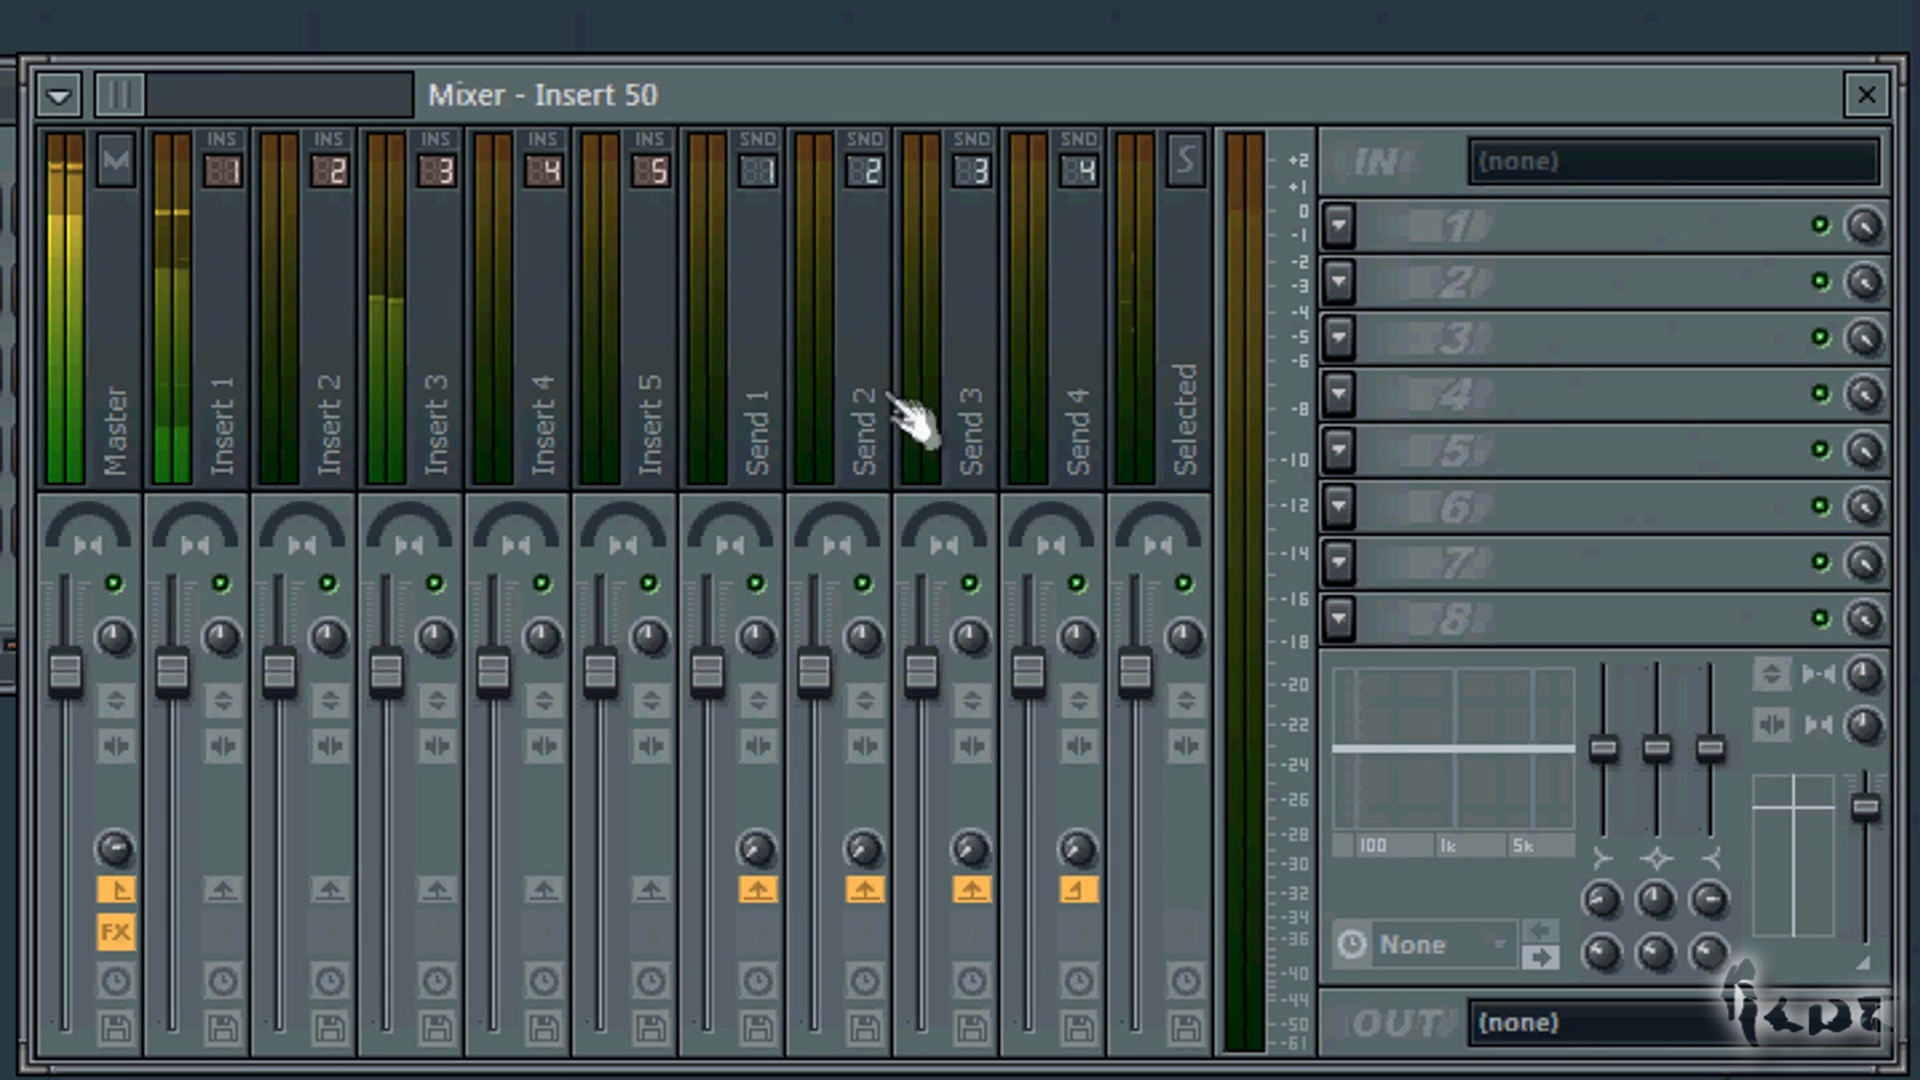 Mixer - Insert 50
M
INS 1
INS 2
INS 3
INS 4
INS 5
SND 1
SND 2
SND 3
SND 4
S
Master
Insert 1
Insert 2
Insert 3
Insert 4
Insert 5
Send 1
Send 2
Send 3
Send 4
Selected
FX
+2
+1
0
-1
-2
-3
-4
-5
-6
-8
-10
-12
-14
-16
-18
-20
-22
-24
-26
-28
-30
-32
-34
-36
-40
-44
-50
-61
IN (none)
1
2
3
4
5
6
7
8
100 1k 5k
None
OUT (none)